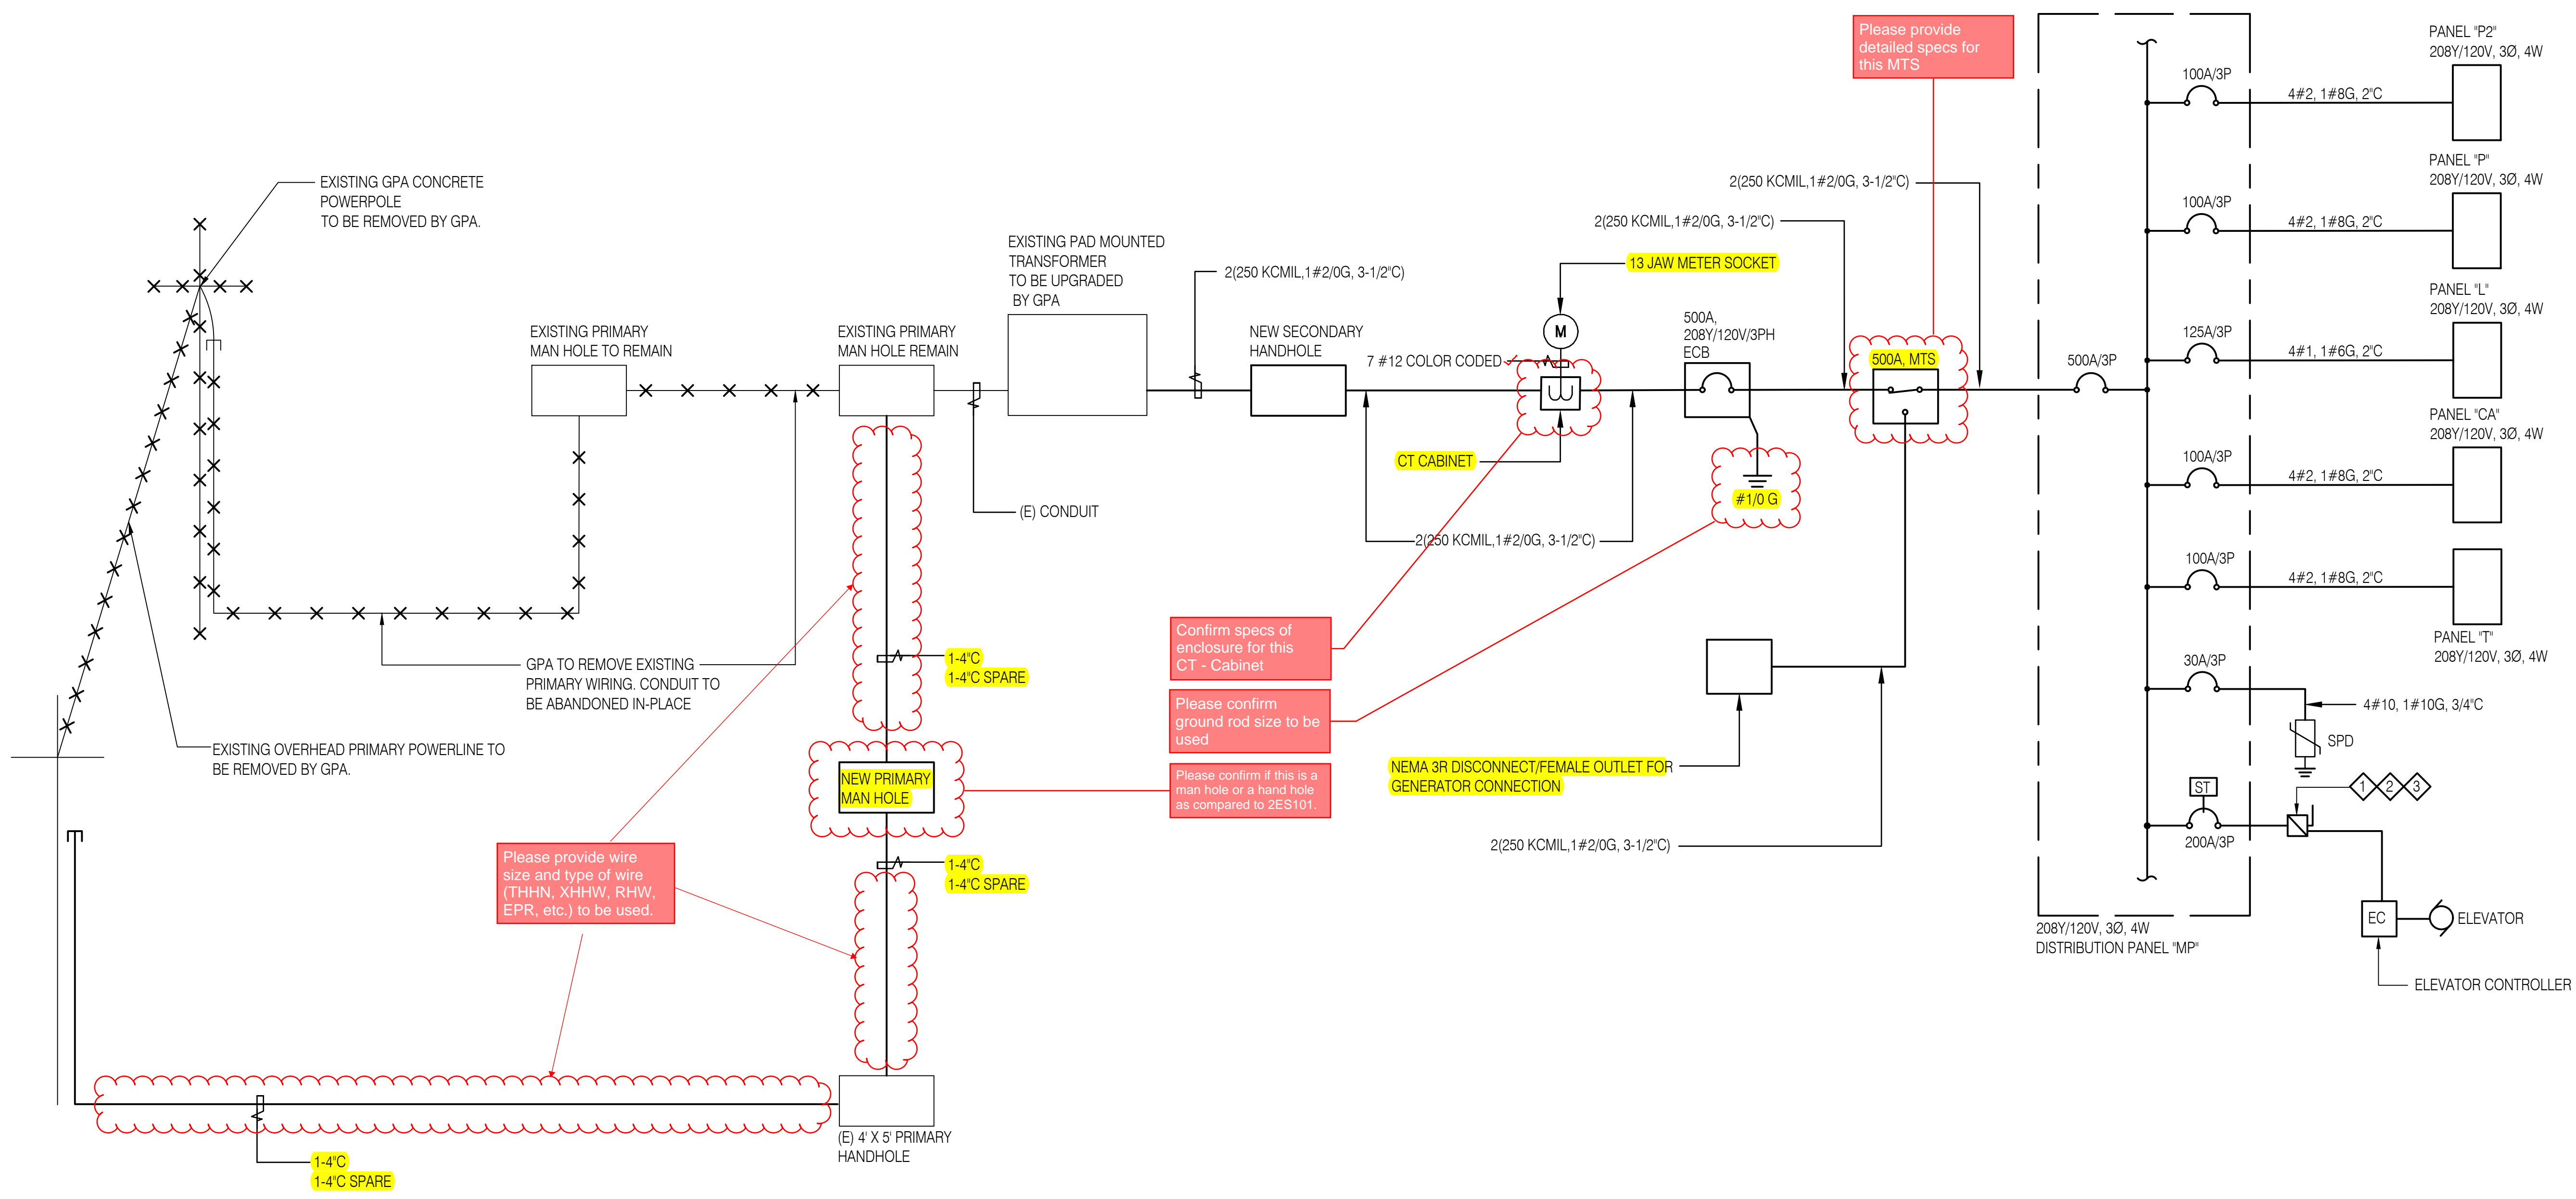 Please provide
detailed specs for
this MTS
PANEL "P2"
208Y/120V, 3Ø, 4W
100A/3P
4#2, 1#8G, 2"C
PANEL "P"
208Y/120V, 3Ø, 4W
100A/3P
4#2, 1#8G, 2"C
PANEL "L"
208Y/120V, 3Ø, 4W
125A/3P
4#1, 1#6G, 2"C
PANEL "CA"
208Y/120V, 3Ø, 4W
100A/3P
4#2, 1#8G, 2"C
100A/3P
4#2, 1#8G, 2"C
PANEL "T"
208Y/120V, 3Ø, 4W
30A/3P
4#10, 1#10G, 3/4"C
SPD
ST
200A/3P
1
2
3
EC
ELEVATOR
ELEVATOR CONTROLLER
208Y/120V, 3Ø, 4W
DISTRIBUTION PANEL "MP"
500A/3P
EXISTING GPA CONCRETE
POWERPOLE
TO BE REMOVED BY GPA.
EXISTING PRIMARY
MAN HOLE TO REMAIN
EXISTING PRIMARY
MAN HOLE REMAIN
EXISTING PAD MOUNTED
TRANSFORMER
TO BE UPGRADED
BY GPA
2(250 KCMIL,1#2/0G, 3-1/2"C)
NEW SECONDARY
HANDHOLE
7 #12 COLOR CODED
13 JAW METER SOCKET
M
CT CABINET
2(250 KCMIL,1#2/0G, 3-1/2"C)
500A,
208Y/120V/3PH
ECB
#1/0 G
2(250 KCMIL,1#2/0G, 3-1/2"C)
2(250 KCMIL,1#2/0G, 3-1/2"C)
500A, MTS
(E) CONDUIT
Confirm specs of
enclosure for this
CT - Cabinet
Please confirm
ground rod size to be
used
Please confirm if this is a
man hole or a hand hole
as compared to 2ES101.
NEMA 3R DISCONNECT/FEMALE OUTLET FOR
GENERATOR CONNECTION
2(250 KCMIL,1#2/0G, 3-1/2"C)
GPA TO REMOVE EXISTING
PRIMARY WIRING. CONDUIT TO
BE ABANDONED IN-PLACE
EXISTING OVERHEAD PRIMARY POWERLINE TO
BE REMOVED BY GPA.
1-4"C
1-4"C SPARE
NEW PRIMARY
MAN HOLE
1-4"C
1-4"C SPARE
Please provide wire
size and type of wire
(THHN, XHHW, RHW,
EPR, etc.) to be used.
(E) 4' X 5' PRIMARY
HANDHOLE
1-4"C
1-4"C SPARE